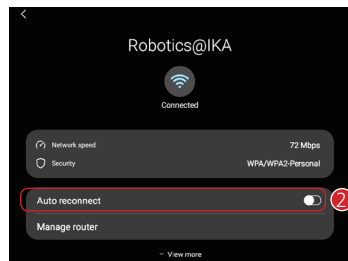 Robotics@IKA
Connected
Network speed 72 Mbps
Security WPA/WPA2-Personal
Auto reconnect 2
Manage router
View more